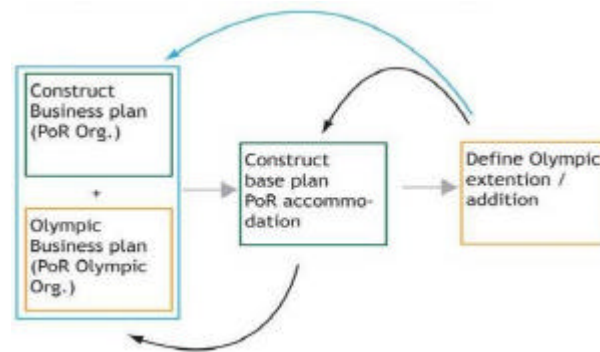 Construct
Business plan
(PoR Org.)
+
Olympic
Business plan
(PoR Olympic
Org.)
Construct
base plan
PoR accommo-
dation
Define Olympic
extention /
addition